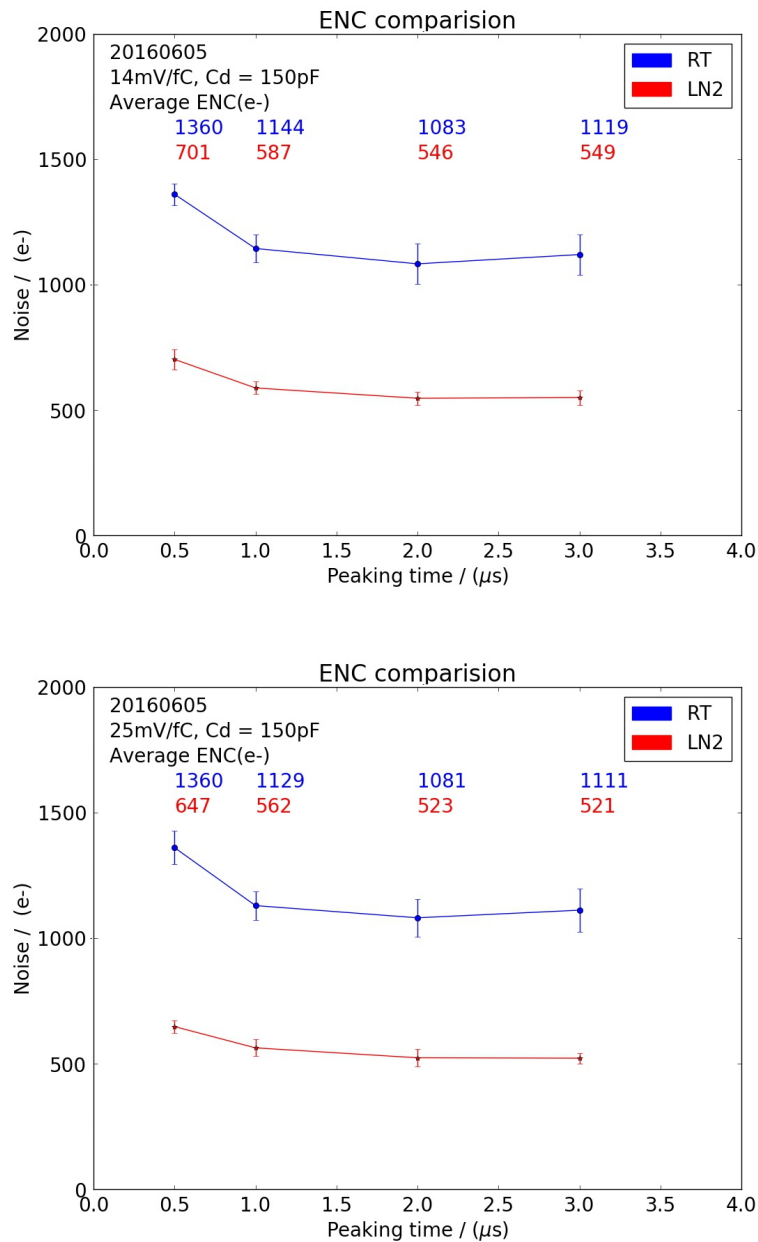 ENC comparision
20160605
14mV/fC, Cd = 150pF
Average ENC(e-)
RT
LN2
1360 1144 1083 1119
701 587 546 549
2000
1500
1000
500
0
Noise / (e-)
0.0 0.5 1.0 1.5 2.0 2.5 3.0 3.5 4.0
Peaking time / (μs)
ENC comparision
20160605
25mV/fC, Cd = 150pF
Average ENC(e-)
RT
LN2
1360 1129 1081 1111
647 562 523 521
2000
1500
1000
500
0
Noise / (e-)
0.0 0.5 1.0 1.5 2.0 2.5 3.0 3.5 4.0
Peaking time / (μs)